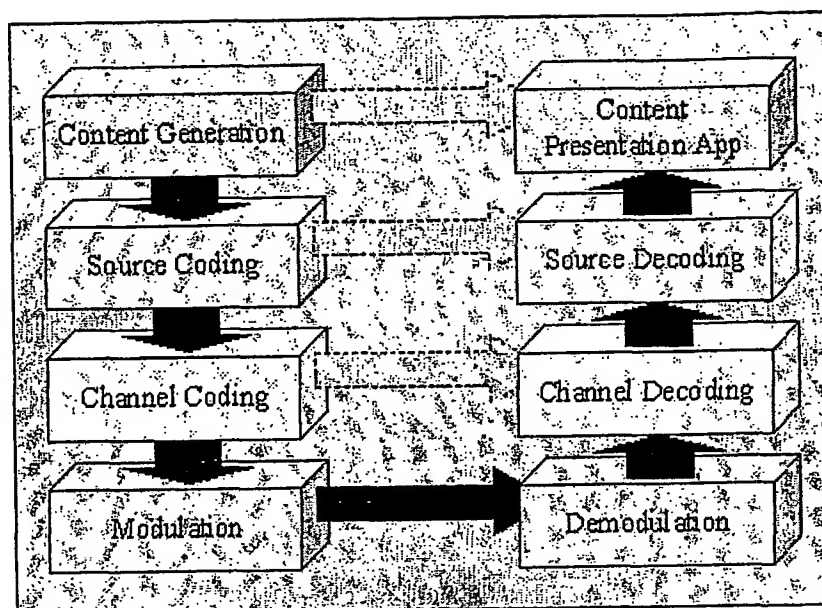 Content Generation
Content
Presentation App
Source Coding
Source Decoding
Channel Coding
Channel Decoding
Modulation
Demodulation